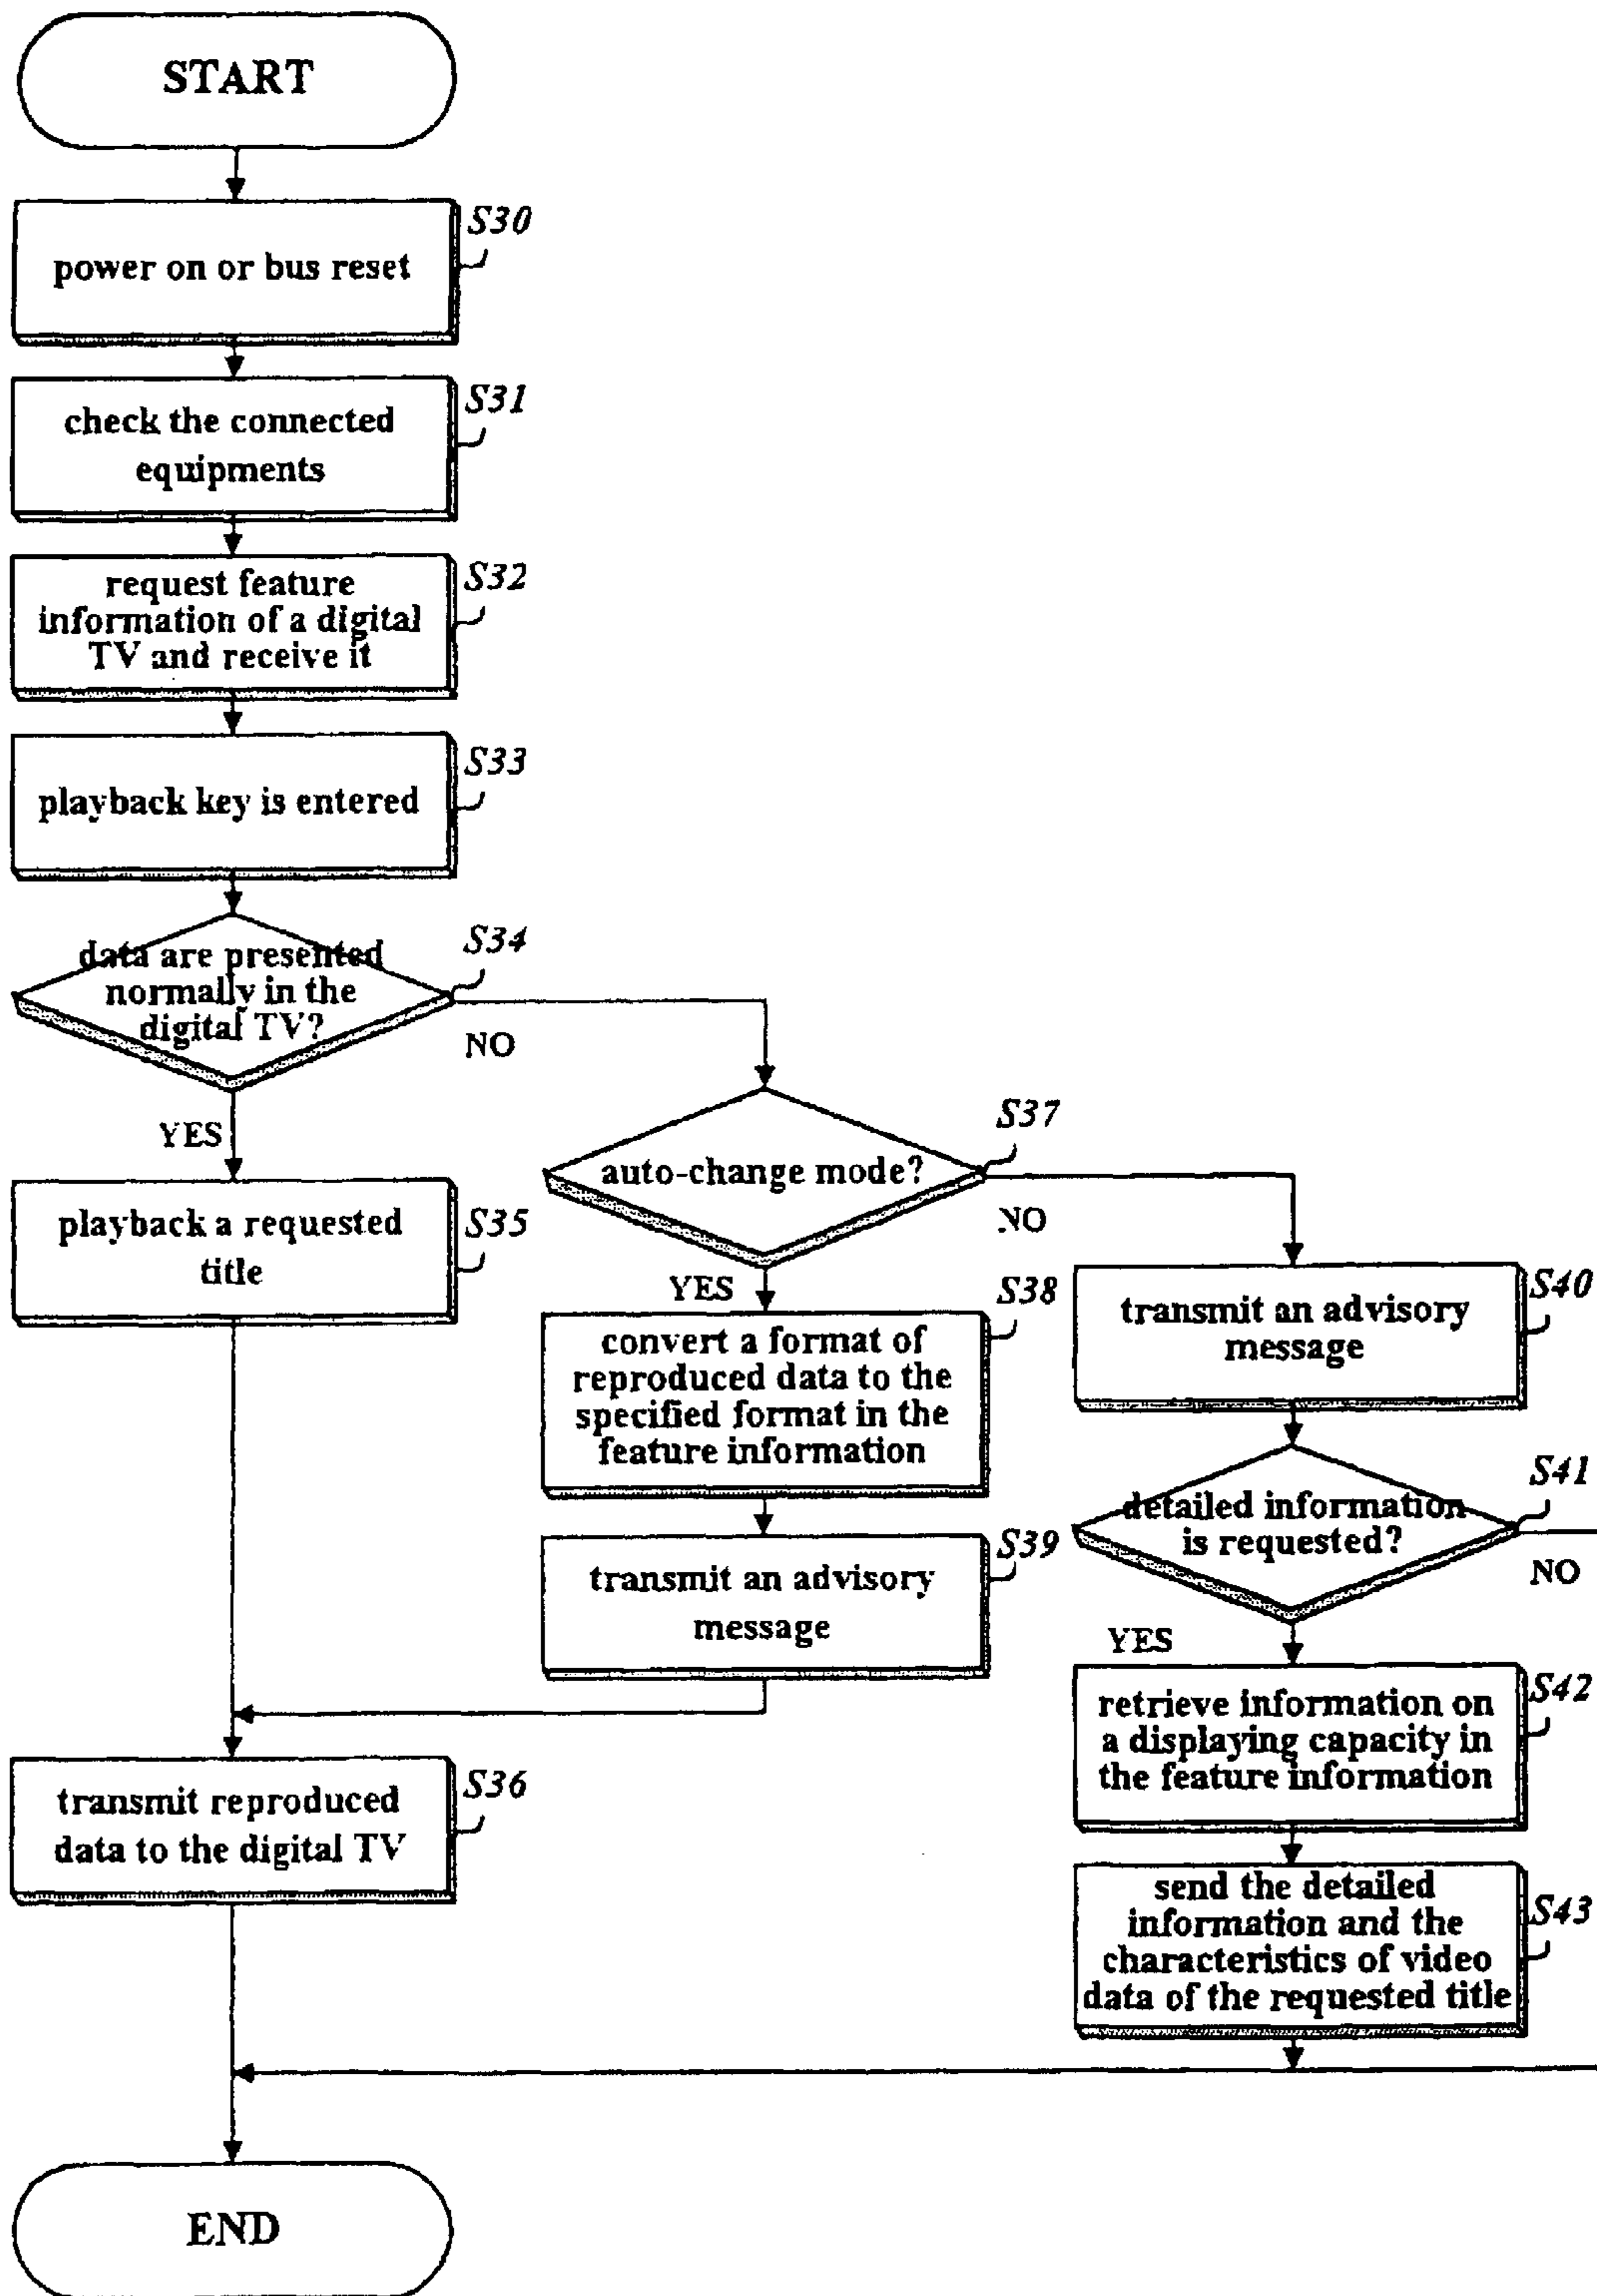 START
S30
power on or bus reset
S31
check the connected
equipments
S32
request feature
information of a digital
TV and receive it
S33
playback key is entered
S34
data are presented
normally in the
digital TV?
NO
YES
S37
auto-change mode?
NO
YES
S35
playback a requested
title
S38
convert a format of
reproduced data to the
specified format in the
feature information
S40
transmit an advisory
message
S39
transmit an advisory
message
S41
detailed information
is requested?
NO
YES
S42
retrieve information on
a displaying capacity in
the feature information
S36
transmit reproduced
data to the digital TV
S43
send the detailed
information and the
characteristics of video
data of the requested title
END